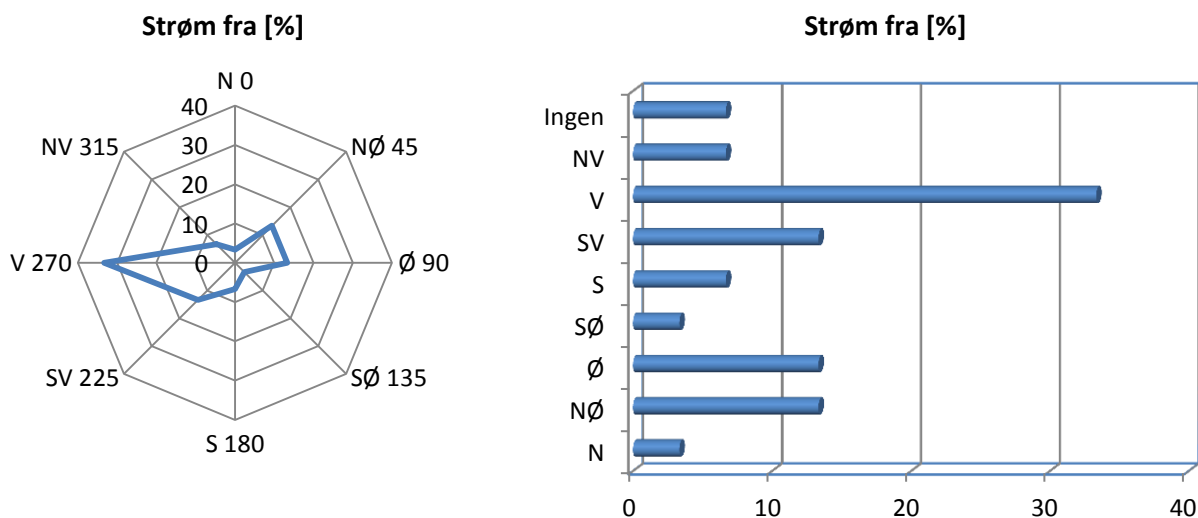 Strøm fra [%]
N 0
40
30
20
10
0
NV 315
NØ 45
V 270
Ø 90
SV 225
SØ 135
S 180
Strøm fra [%]
Ingen
NV
V
SV
S
SØ
Ø
NØ
N
0 10 20 30 40